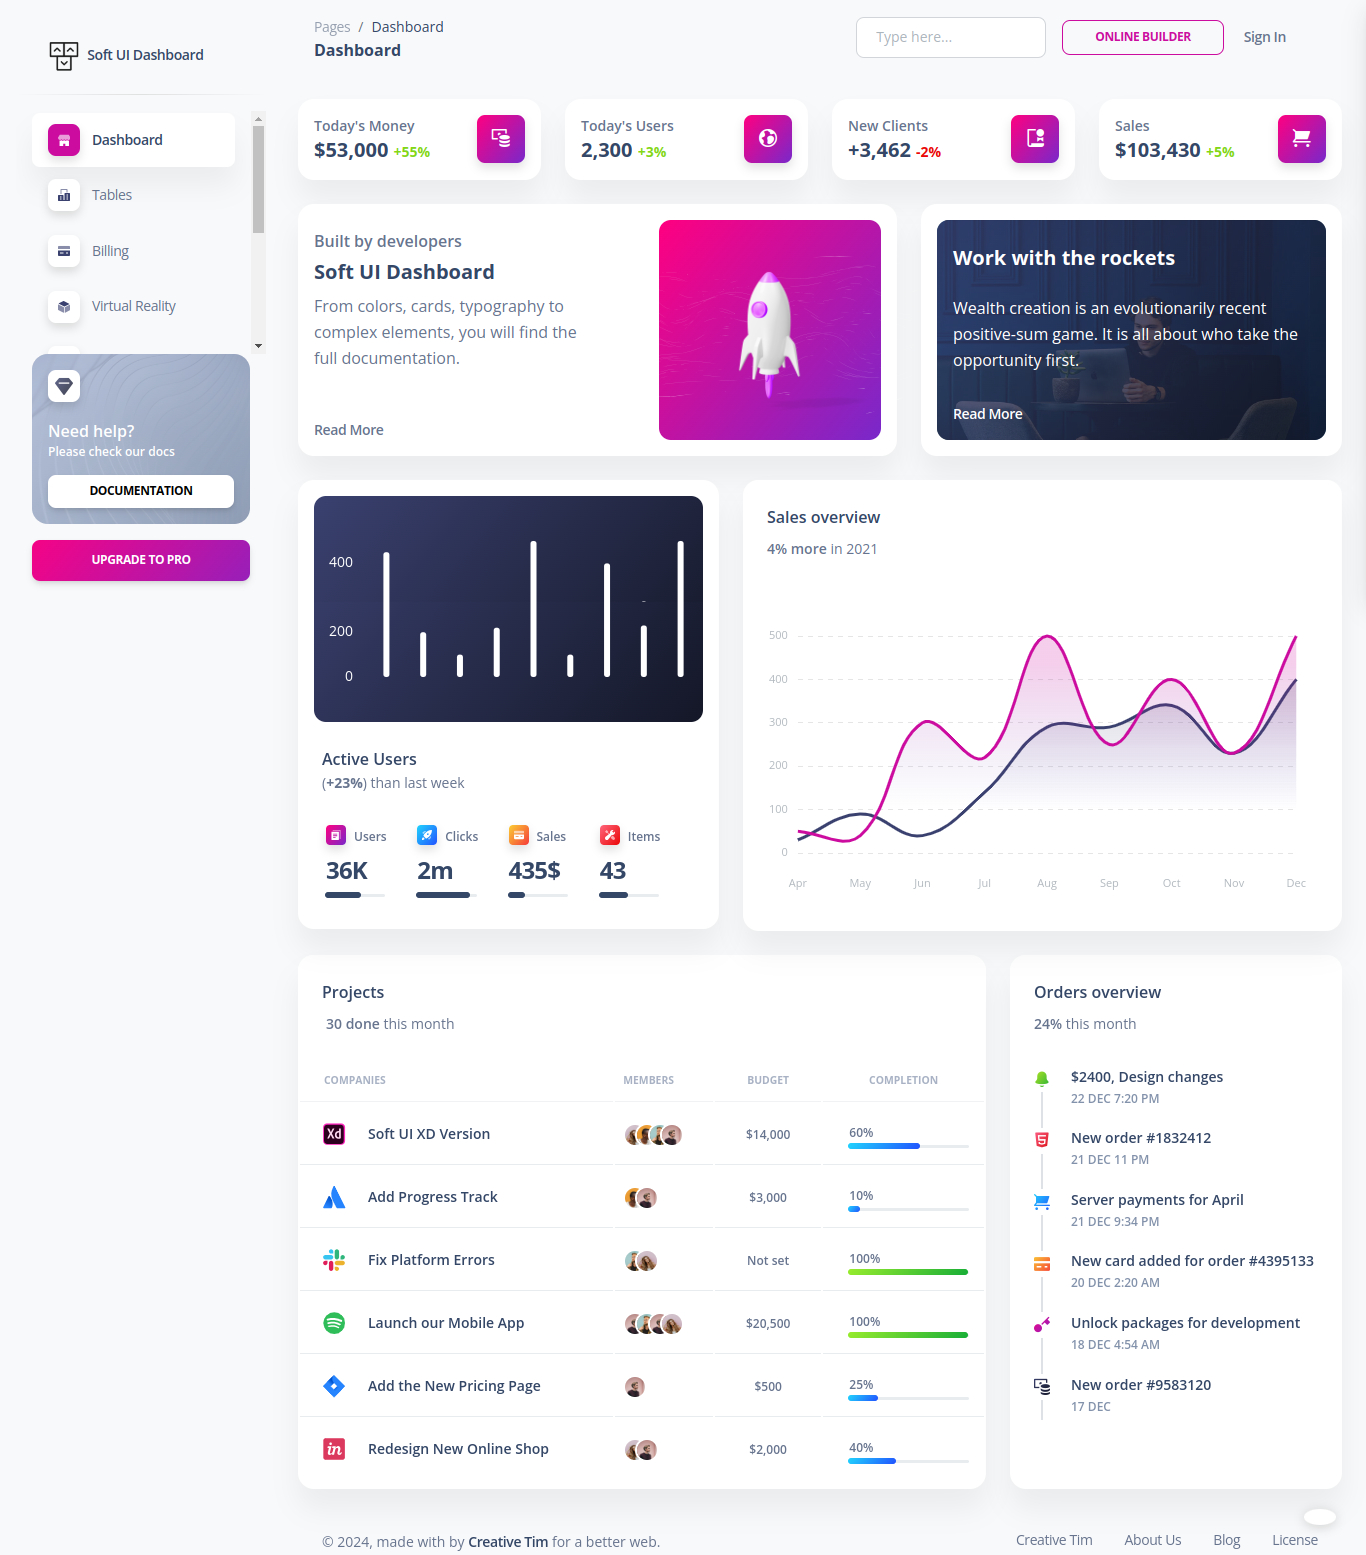 Soft UI Dashboard
Dashboard
Tables
Billing
Virtual Reality
Need help?
Please check our docs
DOCUMENTATION
UPGRADE TO PRO
Pages / Dashboard
Dashboard
Type here...
ONLINE BUILDER
Sign In
Today's Money
$53,000 +55%
Today's Users
2,300 +3%
New Clients
+3,462 -2%
Sales
$103,430 +5%
Built by developers
Soft UI Dashboard
From colors, cards, typography to
complex elements, you will find the
full documentation.
Read More
Work with the rockets
Wealth creation is an evolutionarily recent
positive-sum game. It is all about who take the
opportunity first.
Read More
400
200
0
Active Users
(+23%) than last week
Users
36K
Clicks
2m
Sales
435$
Items
43
Sales overview
4% more in 2021
500
400
300
200
100
0
Apr May Jun Jul Aug Sep Oct Nov Dec
Projects
30 done this month
COMPANIES MEMBERS BUDGET COMPLETION
Xd Soft UI XD Version $14,000 60%
Add Progress Track $3,000 10%
Fix Platform Errors Not set 100%
Launch our Mobile App $20,500 100%
Add the New Pricing Page $500 25%
in Redesign New Online Shop $2,000 40%
Orders overview
24% this month
$2400, Design changes
22 DEC 7:20 PM
New order #1832412
21 DEC 11 PM
Server payments for April
21 DEC 9:34 PM
New card added for order #4395133
20 DEC 2:20 AM
Unlock packages for development
18 DEC 4:54 AM
New order #9583120
17 DEC
© 2024, made with by Creative Tim for a better web.
Creative Tim About Us Blog License